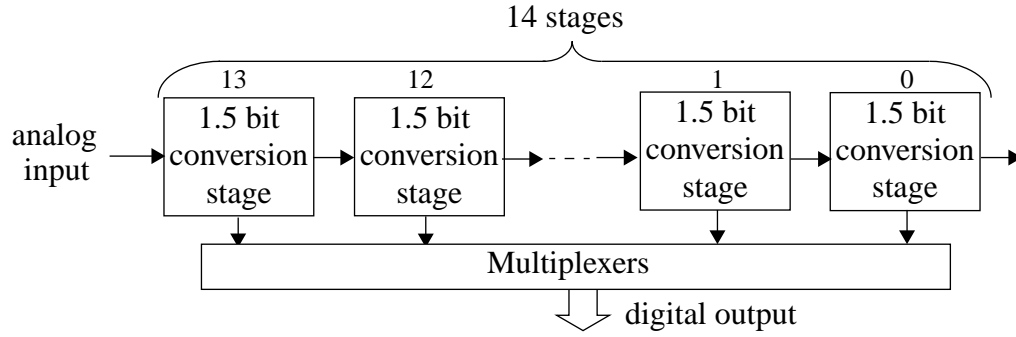 14 stages
13
12
1
0
analog
input
1.5 bit
conversion
stage
1.5 bit
conversion
stage
1.5 bit
conversion
stage
1.5 bit
conversion
stage
Multiplexers
digital output